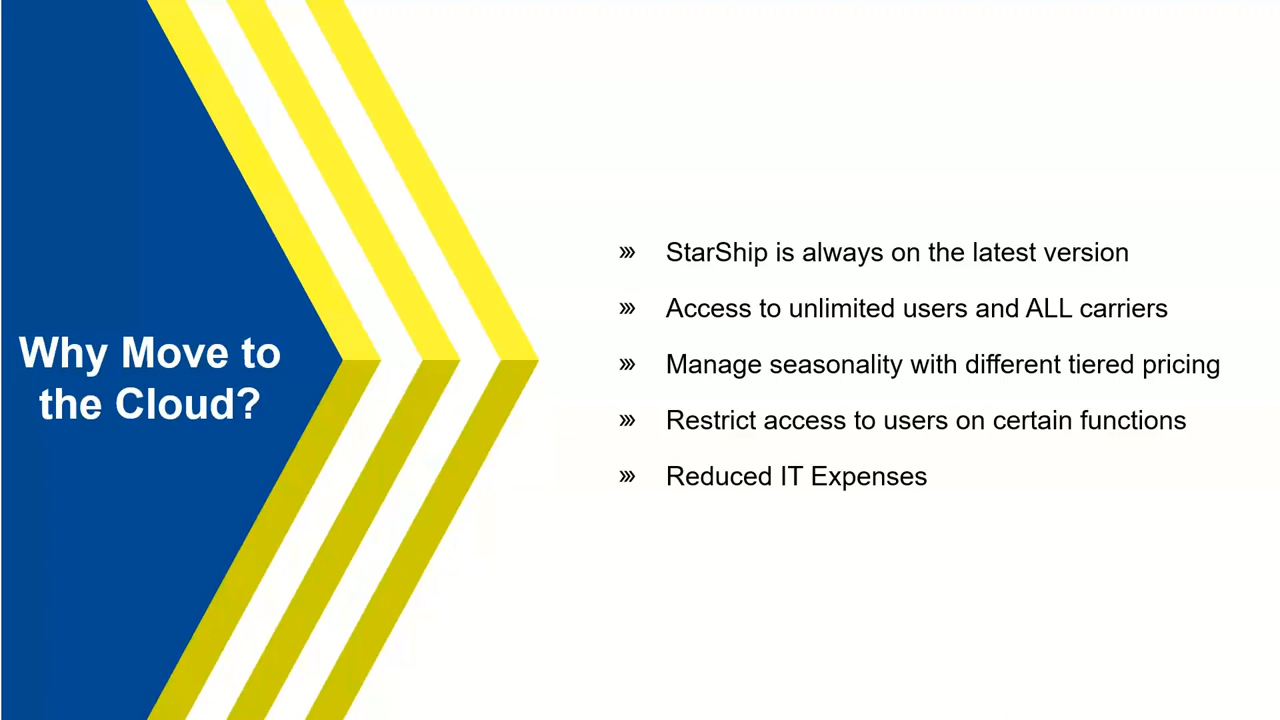 Why Move to
the Cloud?
»› StarShip is always on the latest version
»› Access to unlimited users and ALL carriers
»› Manage seasonality with different tiered pricing
»› Restrict access to users on certain functions
»› Reduced IT Expenses